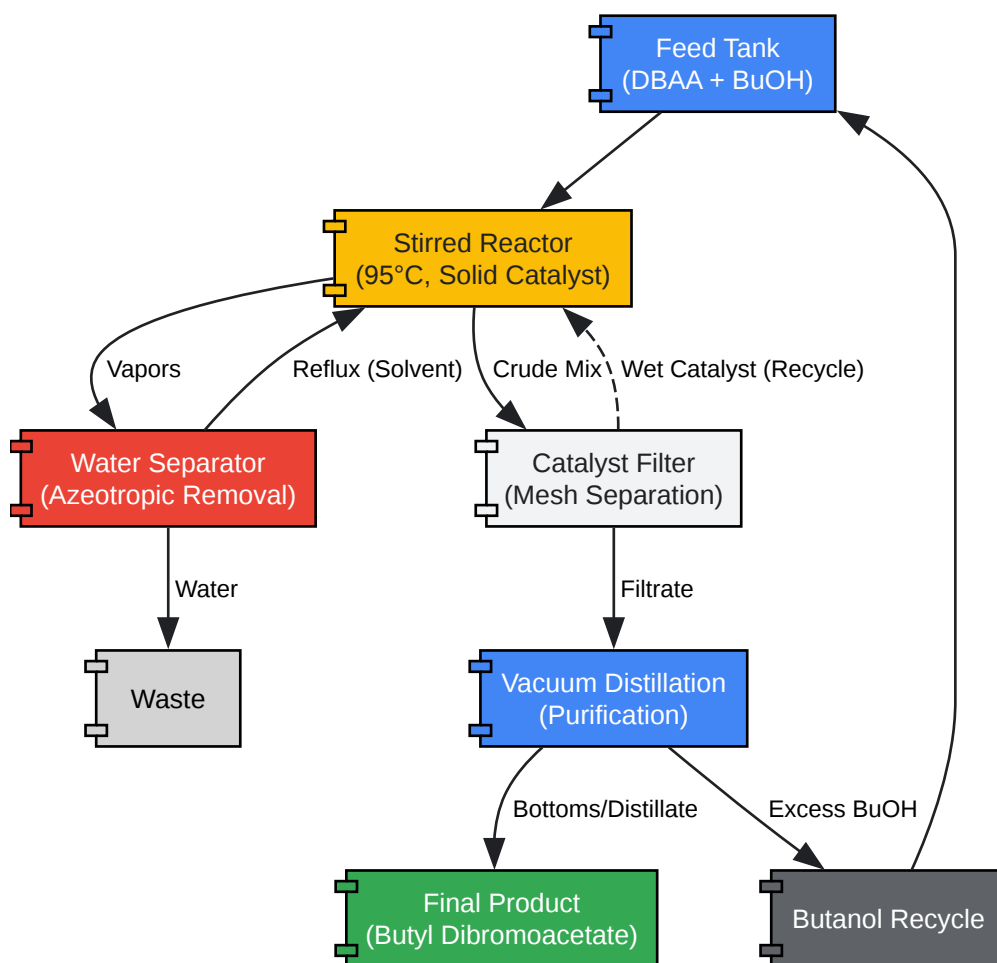 Feed Tank
(DBAA + BuOH)
Stirred Reactor
(95°C, Solid Catalyst)
Vapors
Reflux (Solvent)
Crude Mix
Wet Catalyst (Recycle)
Water Separator
(Azeotropic Removal)
Catalyst Filter
(Mesh Separation)
Water
Filtrate
Waste
Vacuum Distillation
(Purification)
Bottoms/Distillate
Excess BuOH
Final Product
(Butyl Dibromoacetate)
Butanol Recycle